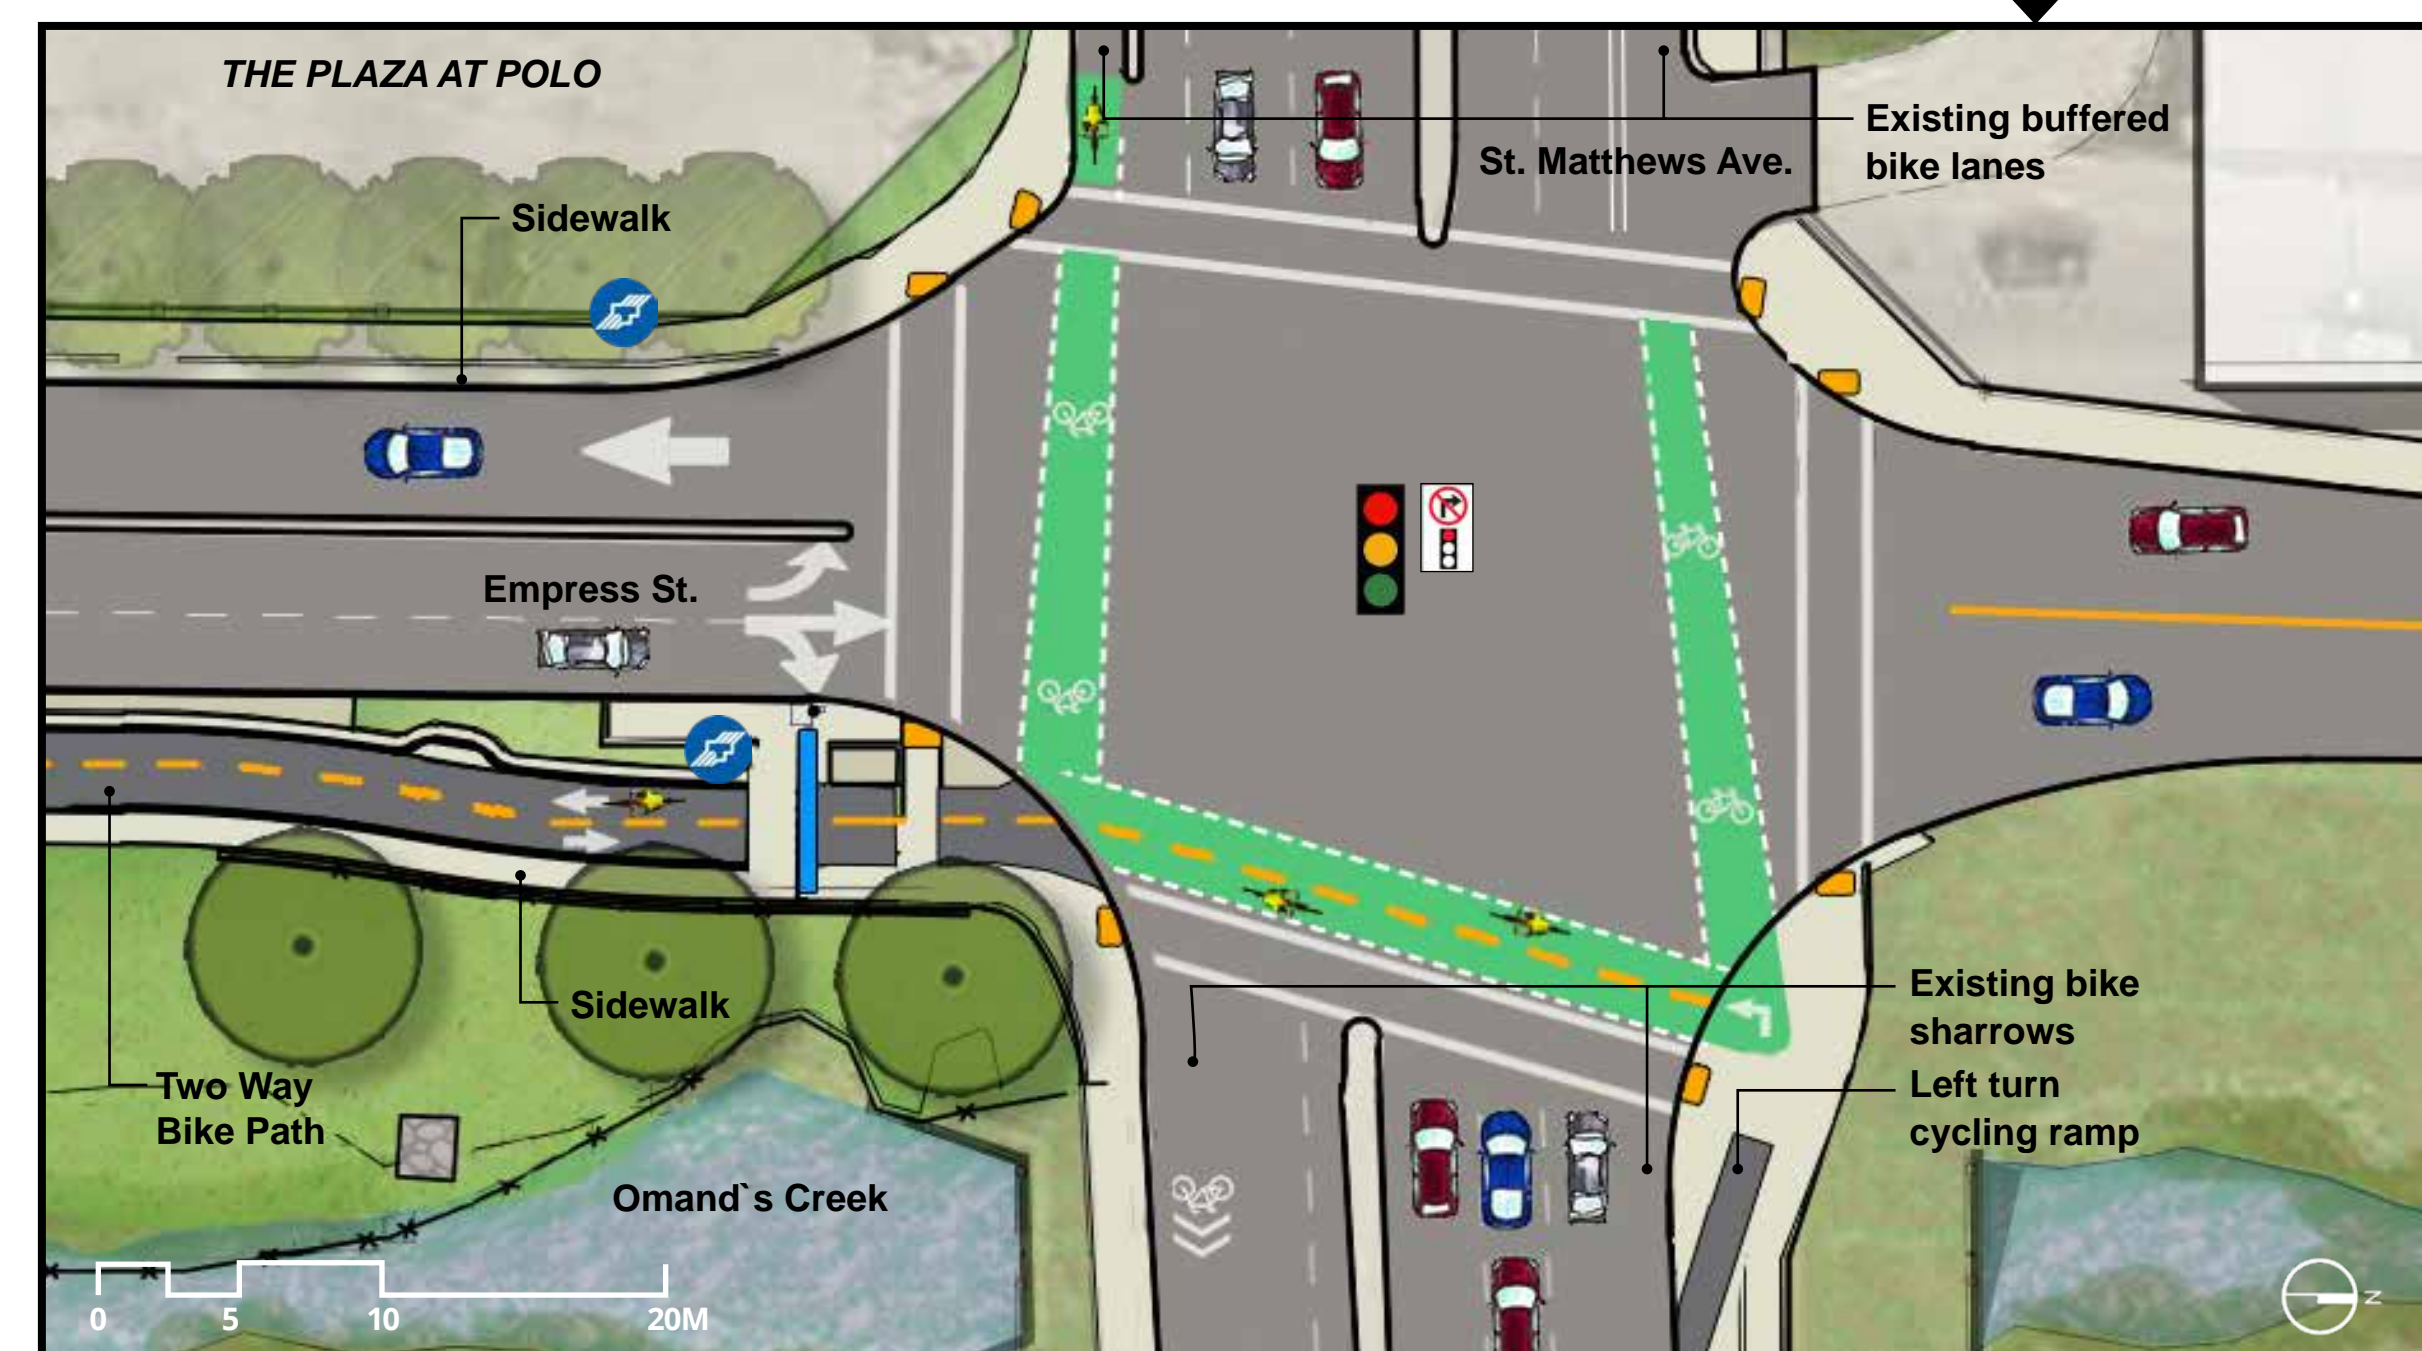 THE PLAZA AT POLO
Existing buffered
bike lanes
St. Matthews Ave.
Sidewalk
Empress St.
Sidewalk
Existing bike
sharrows
Two Way
Bike Path
Left turn
cycling ramp
Omand`s Creek
0 5 10 20M
N